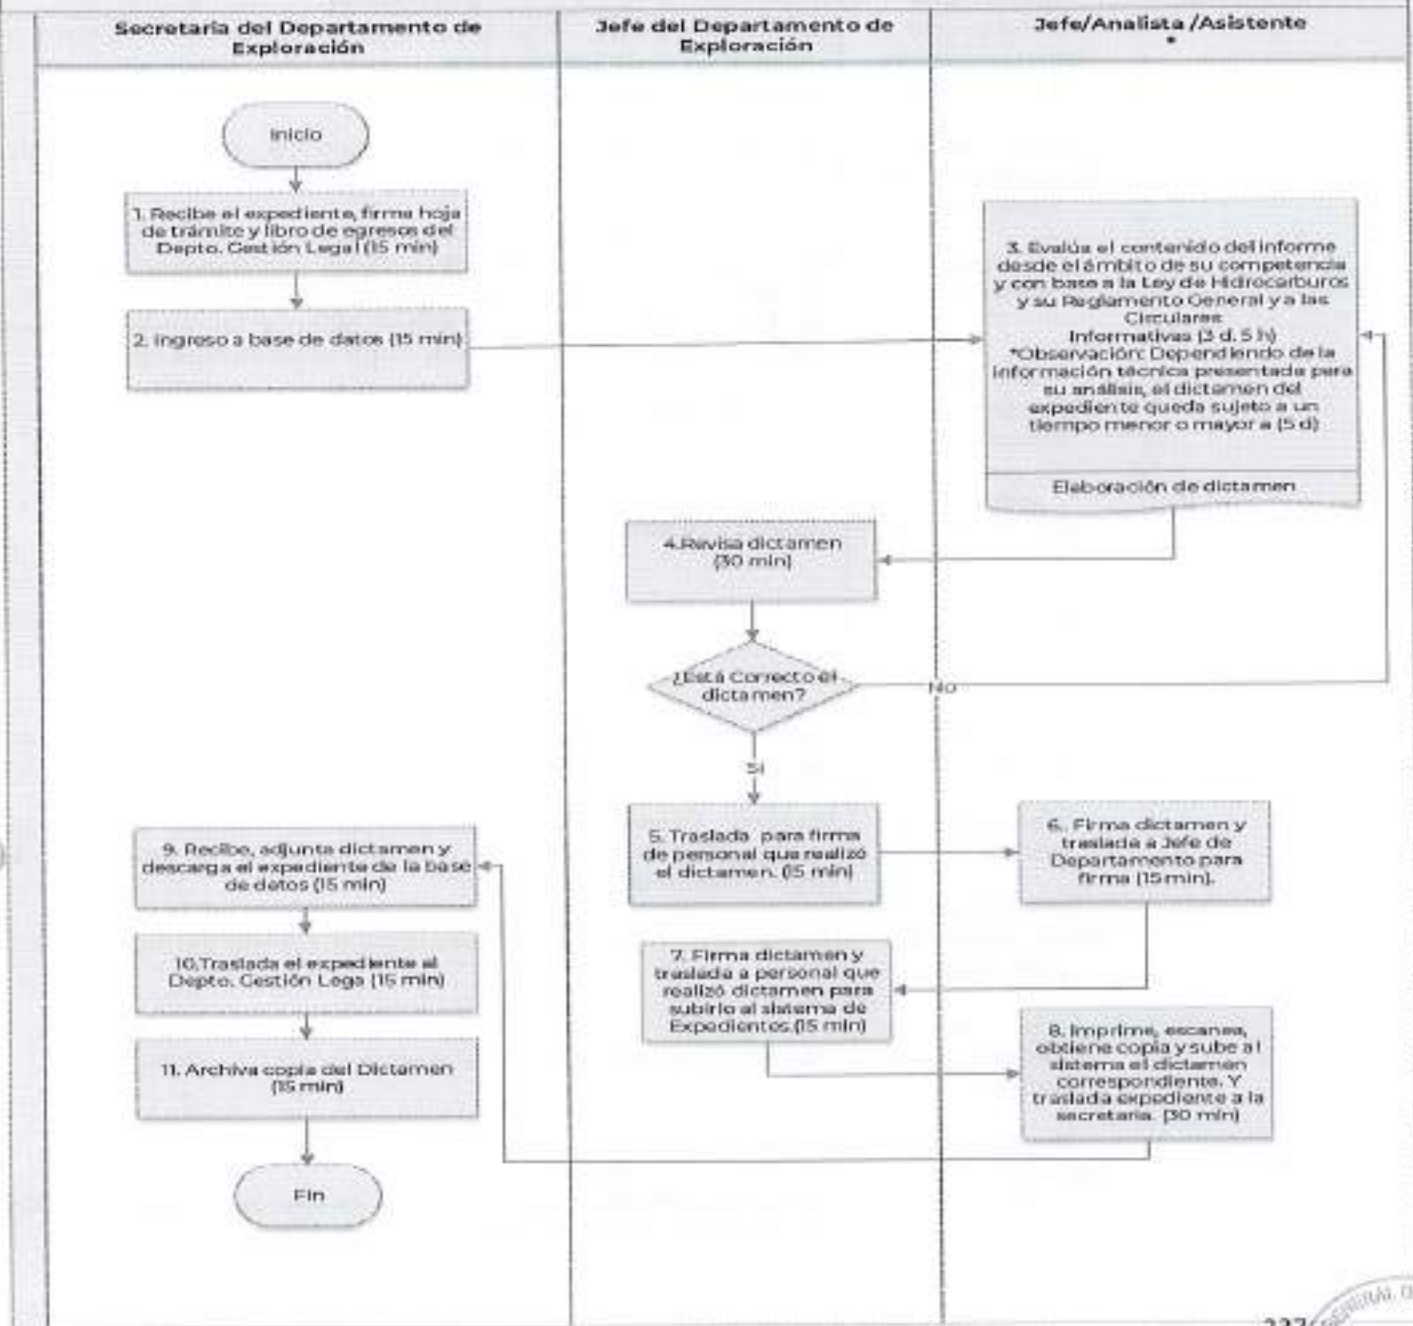 Secretaria del Departamento de
Exploración
Jefe del Departamento de
Exploración
Jefe/Analista /Asistente
*
Inicio
1. Recibe el expediente, firma hoja
de trámite y libro de egresos del
Depto. Gestión Legal (15 min)
2. Ingreso a base de datos (15 min)
3. Evalúa el contenido del informe
desde el ámbito de su competencia
y con base a la Ley de Hidrocarburos
y su Reglamento General y a las
Circulares
Informativas (3 d. 5 h)
*Observación: Dependiendo de la
información técnica presentada para
su análisis, el dictamen del
expediente queda sujeto a un
tiempo menor o mayor a (5 d)
Elaboración de dictamen
4.Revisa dictamen
(30 min)
¿Está Correcto el
dictamen?
No
Si
5. Traslada para firma
de personal que realizó
el dictamen. (15 min)
6.. Firma dictamen y
traslada a Jefe de
Departamento para
firma (15 min).
7. Firma dictamen y
traslada a personal que
realizó dictamen para
subirlo al sistema de
Expedientes.(15 min)
8. Imprime, escanea,
obtiene copia y sube al
sistema el dictamen
correspondiente. Y
traslada expediente a la
secretaria. (30 min)
9. Recibe, adjunta dictamen y
descarga el expediente de la base
de datos (15 min)
10.Traslada el expediente al
Depto. Gestión Lega (15 min)
11. Archiva copia del Dictamen
(15 min)
Fin
GENERAL D